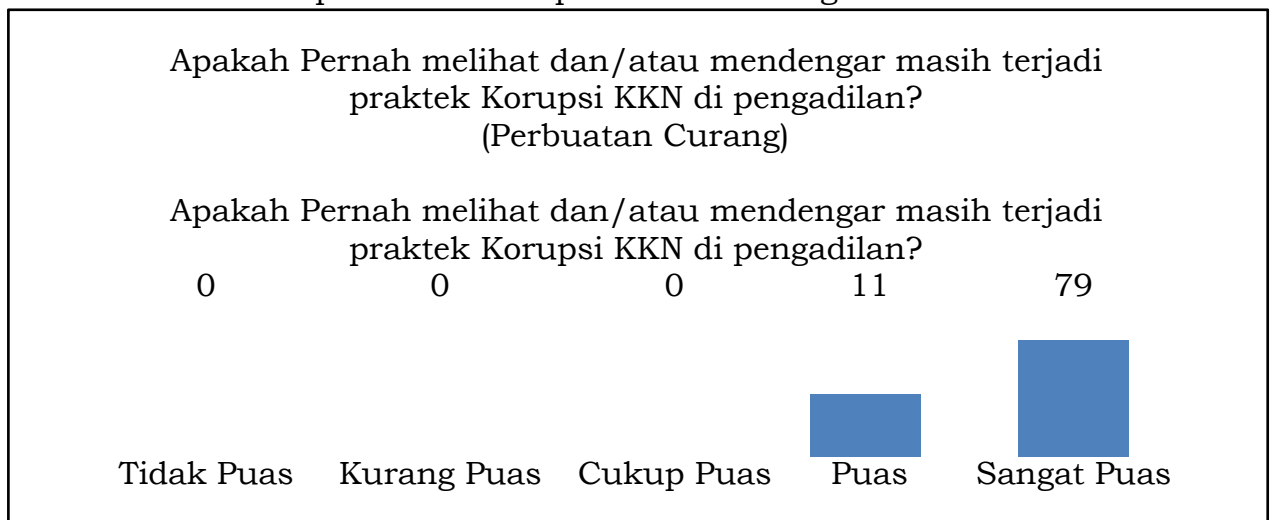 Apakah Pernah melihat dan/atau mendengar masih terjadi
praktek Korupsi KKN di pengadilan?
(Perbuatan Curang)
Apakah Pernah melihat dan/atau mendengar masih terjadi
praktek Korupsi KKN di pengadilan?
0 0 0 11 79
Tidak Puas Kurang Puas Cukup Puas Puas Sangat Puas